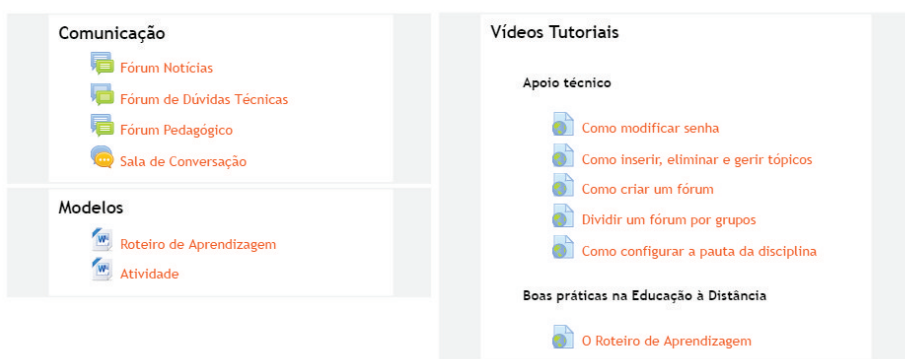 Comunicação
Fórum Notícias
Fórum de Dúvidas Técnicas
Fórum Pedagógico
Sala de Conversação
Modelos
Roteiro de Aprendizagem
Atividade
Vídeos Tutoriais
Apoio técnico
Como modificar senha
Como inserir, eliminar e gerir tópicos
Como criar um fórum
Dividir um fórum por grupos
Como configurar a pauta da disciplina
Boas práticas na Educação à Distância
O Roteiro de Aprendizagem